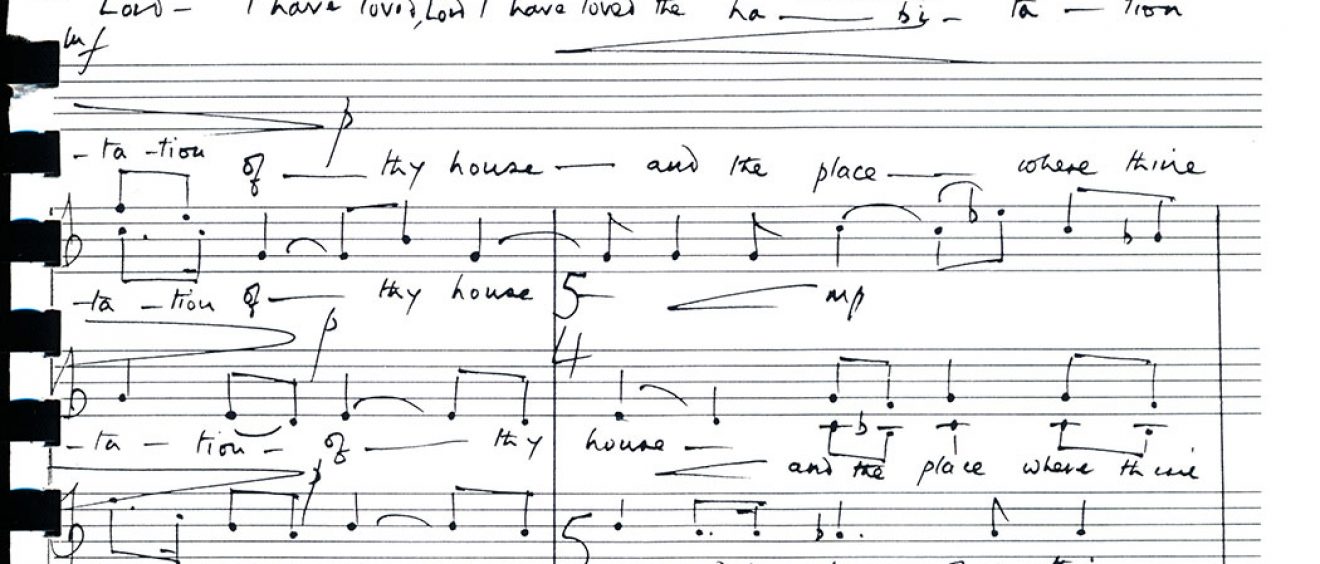 Lord – I have loved, Lord I have loved the ha — bi – ta — tion
mf
p
– ta – tion of — thy house — and the place — where thine
– ta – tion of — thy house 5 mp
p 4
– ta – tion – of — thy house –
and the place where thine
5